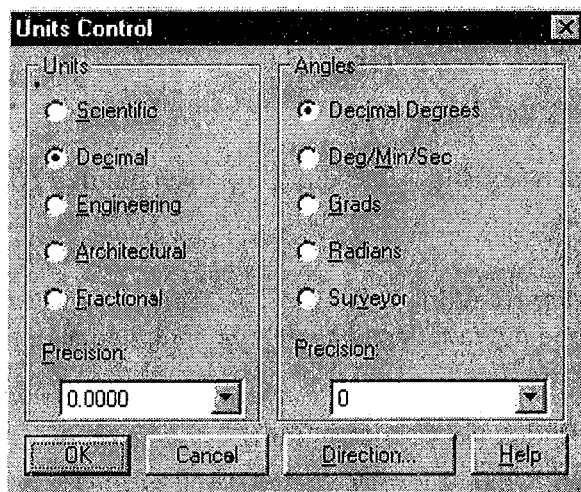 Units Control
Units
Scientific
Decimal
Engineering
Architectural
Fractional
Precision:
0.0000
Angles
Decimal Degrees
Deg/Min/Sec
Grads
Radians
Surveyor
Precision:
0
OK
Cancel
Direction...
Help